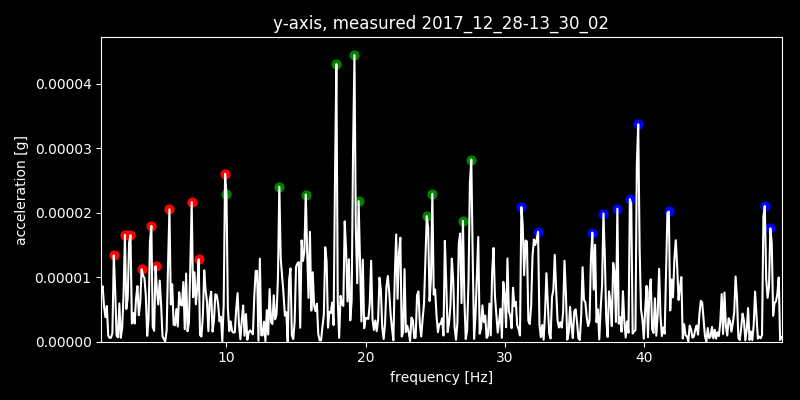 y-axis, measured 2017_12_28-13_30_02
acceleration [g]
0.00004
0.00003
0.00002
0.00001
0.00000
10 20 30 40
frequency [Hz]